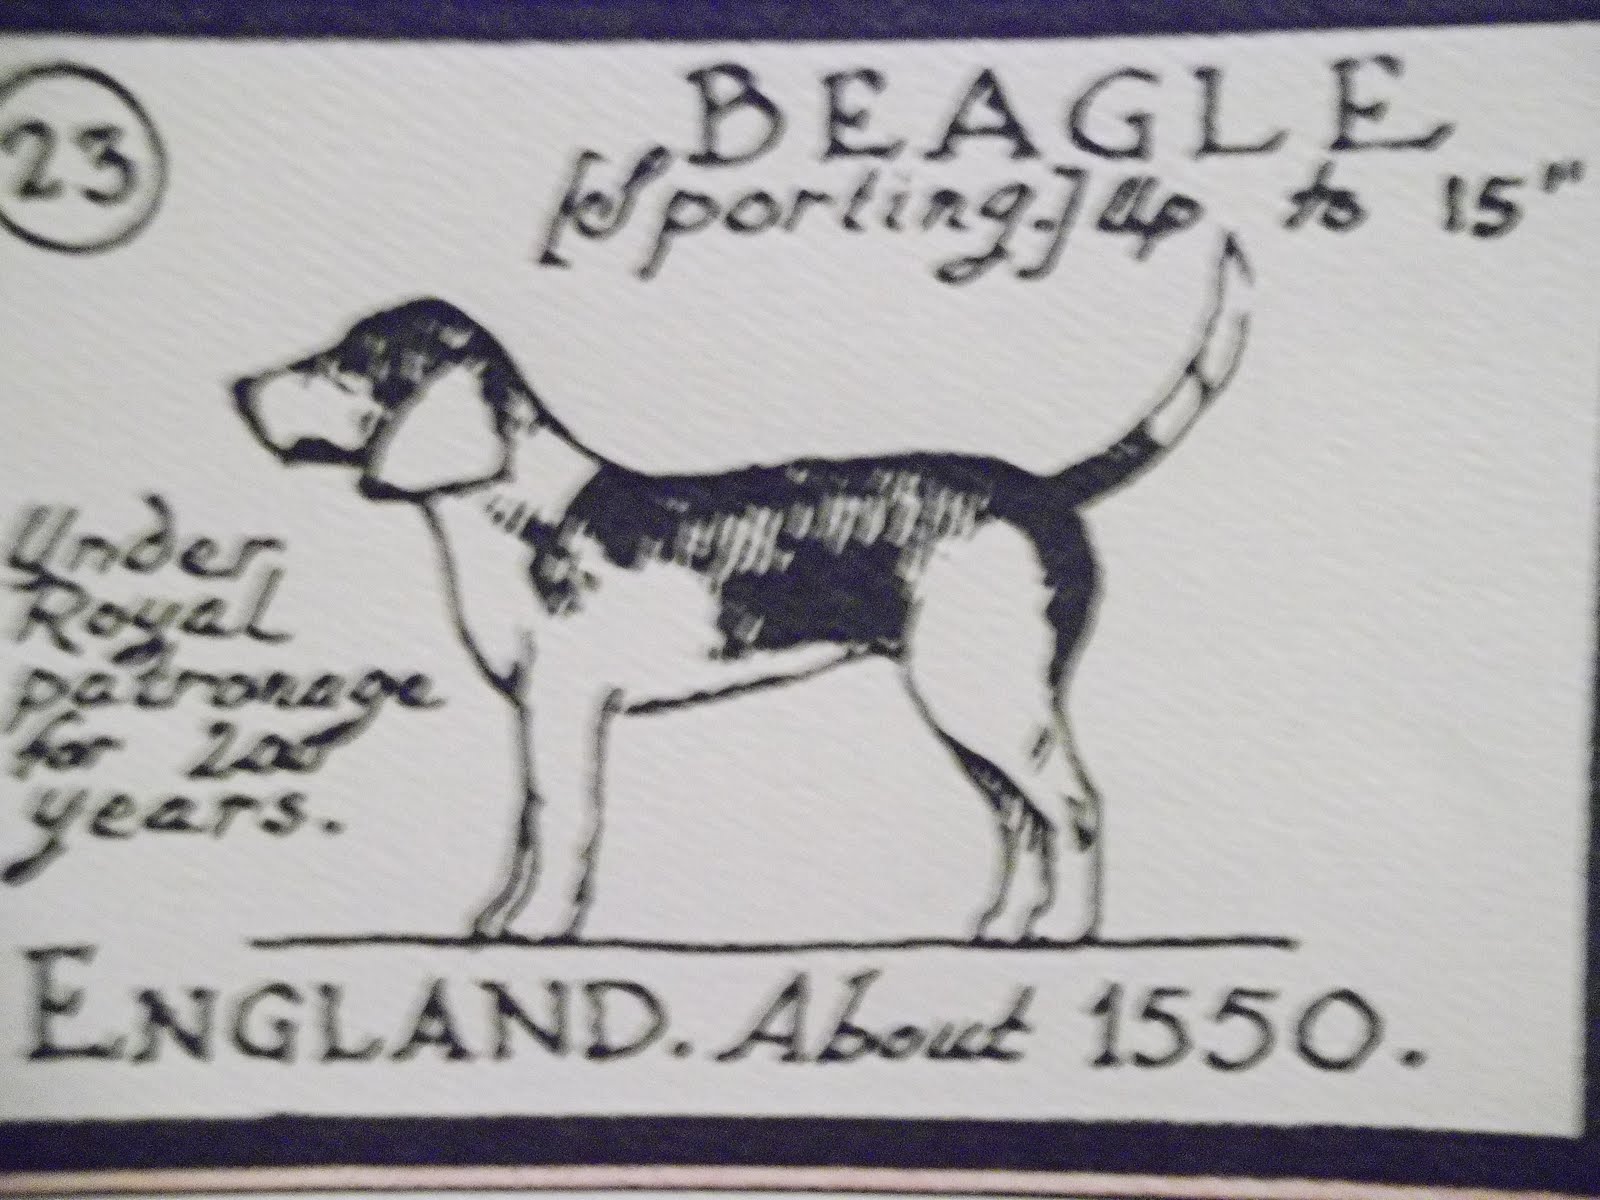 23
BEAGLE
[Sporting.] Up to 15"
Under
Royal
patronage
for 200
years.
ENGLAND. About 1550.